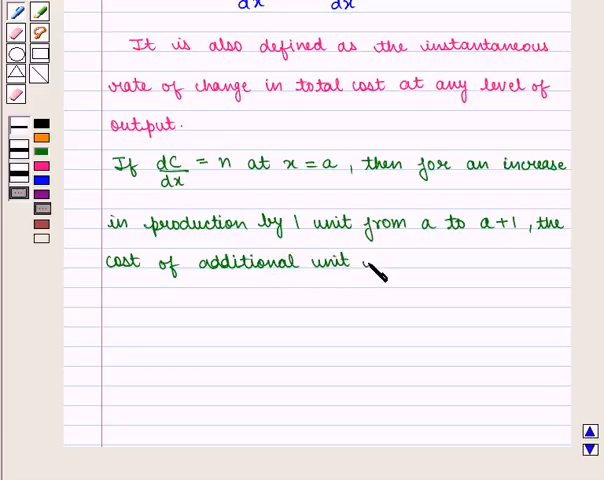 dx dx
It is also defined as the instantaneous
rate of change in total cost at any level of
output.
If dC/dx = n at x = a, then for an increase
in production by 1 unit from a to a+1, the
cost of additional unit